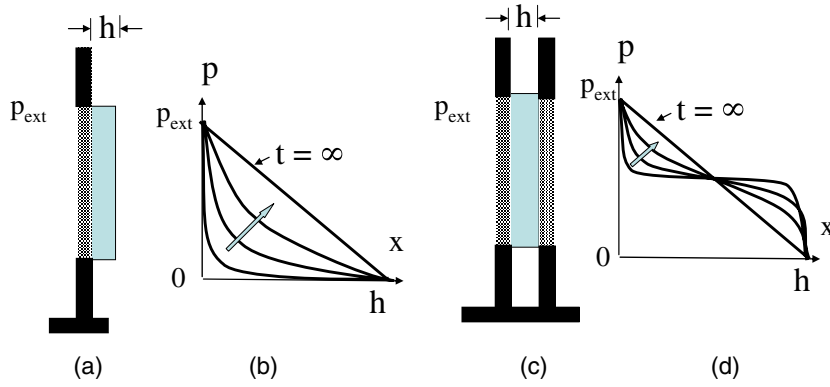 h
p_ext
(a)
p
p_ext
t = ∞
0
x
h
(b)
h
p_ext
(c)
p
p_ext
t = ∞
0
x
h
(d)